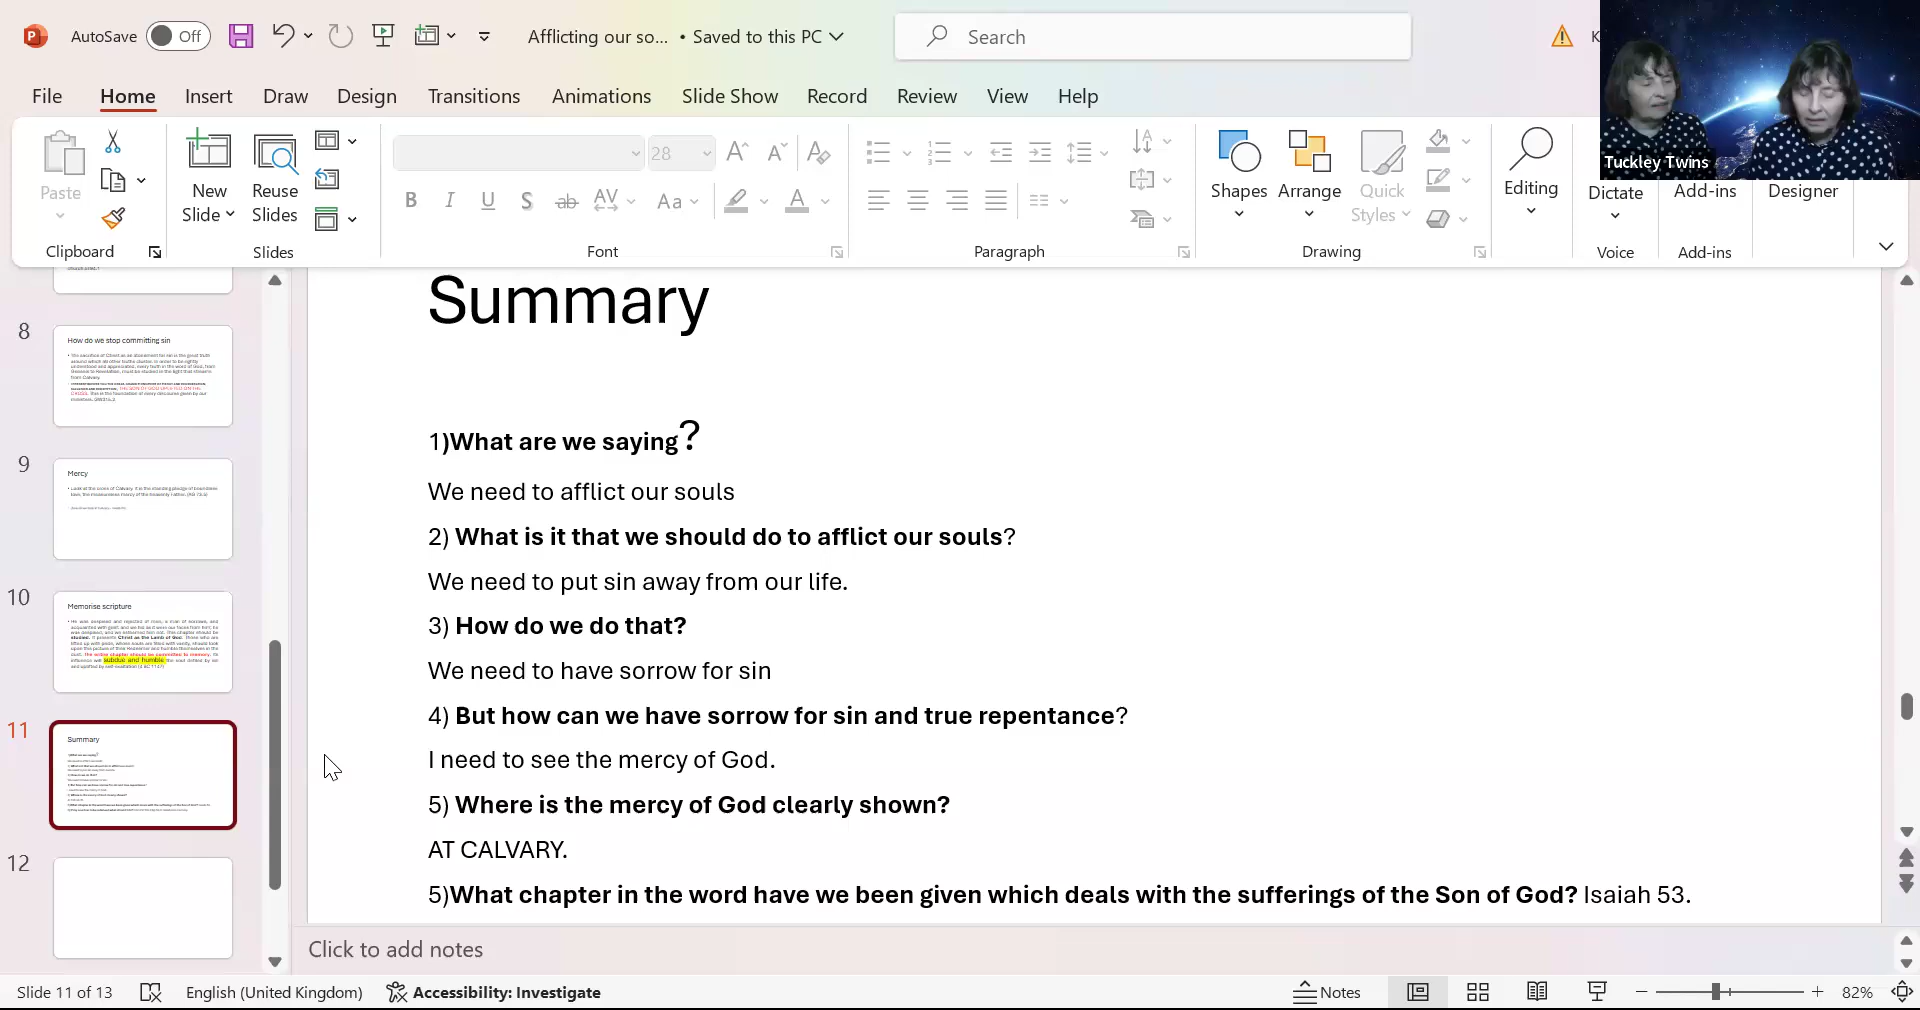 AutoSave Off Afflicting our so... • Saved to this PC Search K
File Home Insert Draw Design Transitions Animations Slide Show Record Review View Help
Tuckley Twins
Paste New Slide Reuse Slides 28 Shapes Arrange Quick Styles Editing Dictate Add-ins Designer
Clipboard Slides Font Paragraph Drawing Voice Add-ins
8
How do we stop committing sin
9
Mercy
10
Memorise scripture
subdue and humble
11
Summary
12
Summary
1)What are we saying?
We need to afflict our souls
2) What is it that we should do to afflict our souls?
We need to put sin away from our life.
3) How do we do that?
We need to have sorrow for sin
4) But how can we have sorrow for sin and true repentance?
I need to see the mercy of God.
5) Where is the mercy of God clearly shown?
AT CALVARY.
5)What chapter in the word have we been given which deals with the sufferings of the Son of God? Isaiah 53.
Click to add notes
Slide 11 of 13 English (United Kingdom) Accessibility: Investigate Notes 82%